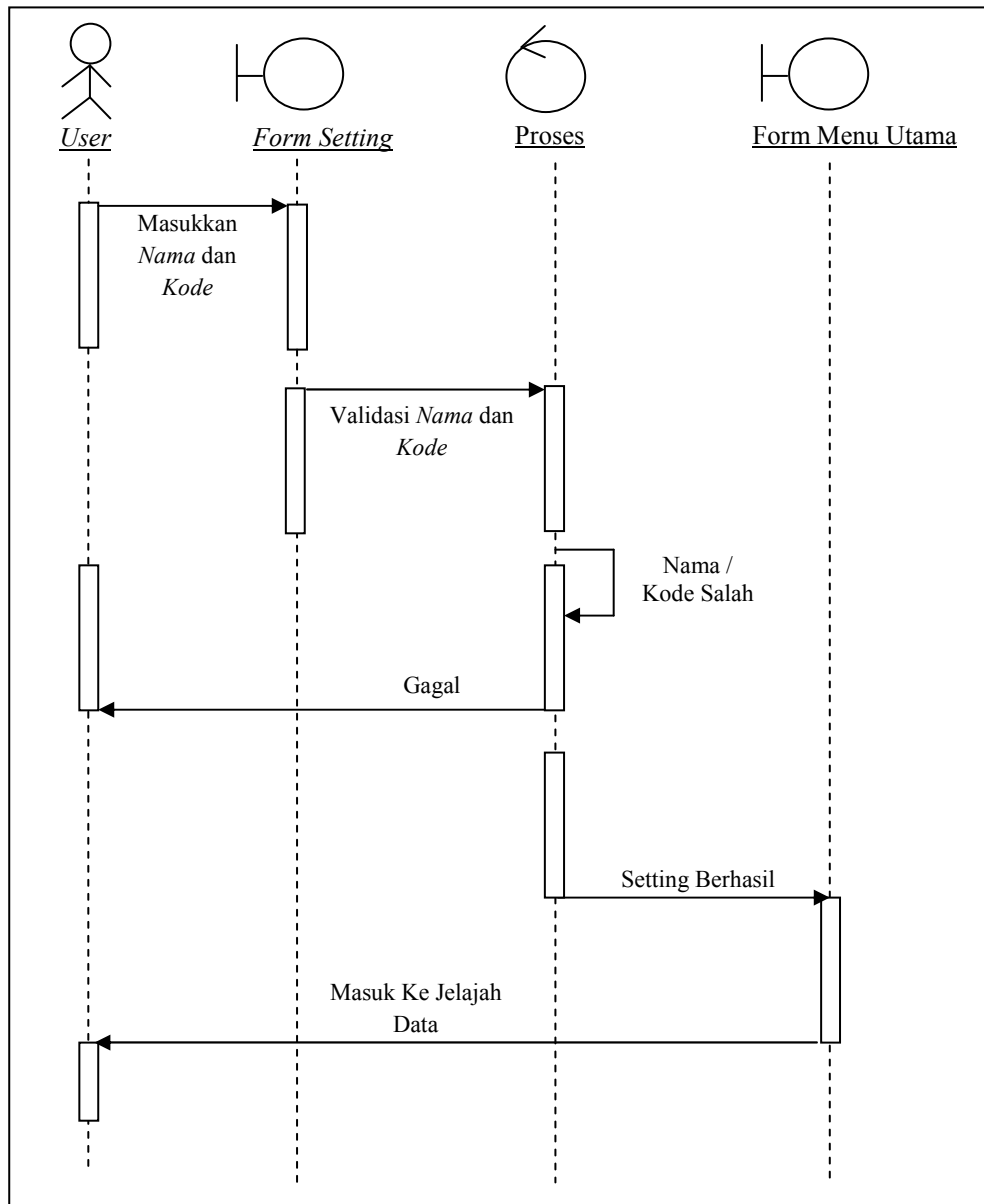 User
Form Setting
Proses
Form Menu Utama
Masukkan
Nama dan
Kode
Validasi Nama dan
Kode
Nama /
Kode Salah
Gagal
Setting Berhasil
Masuk Ke Jelajah
Data